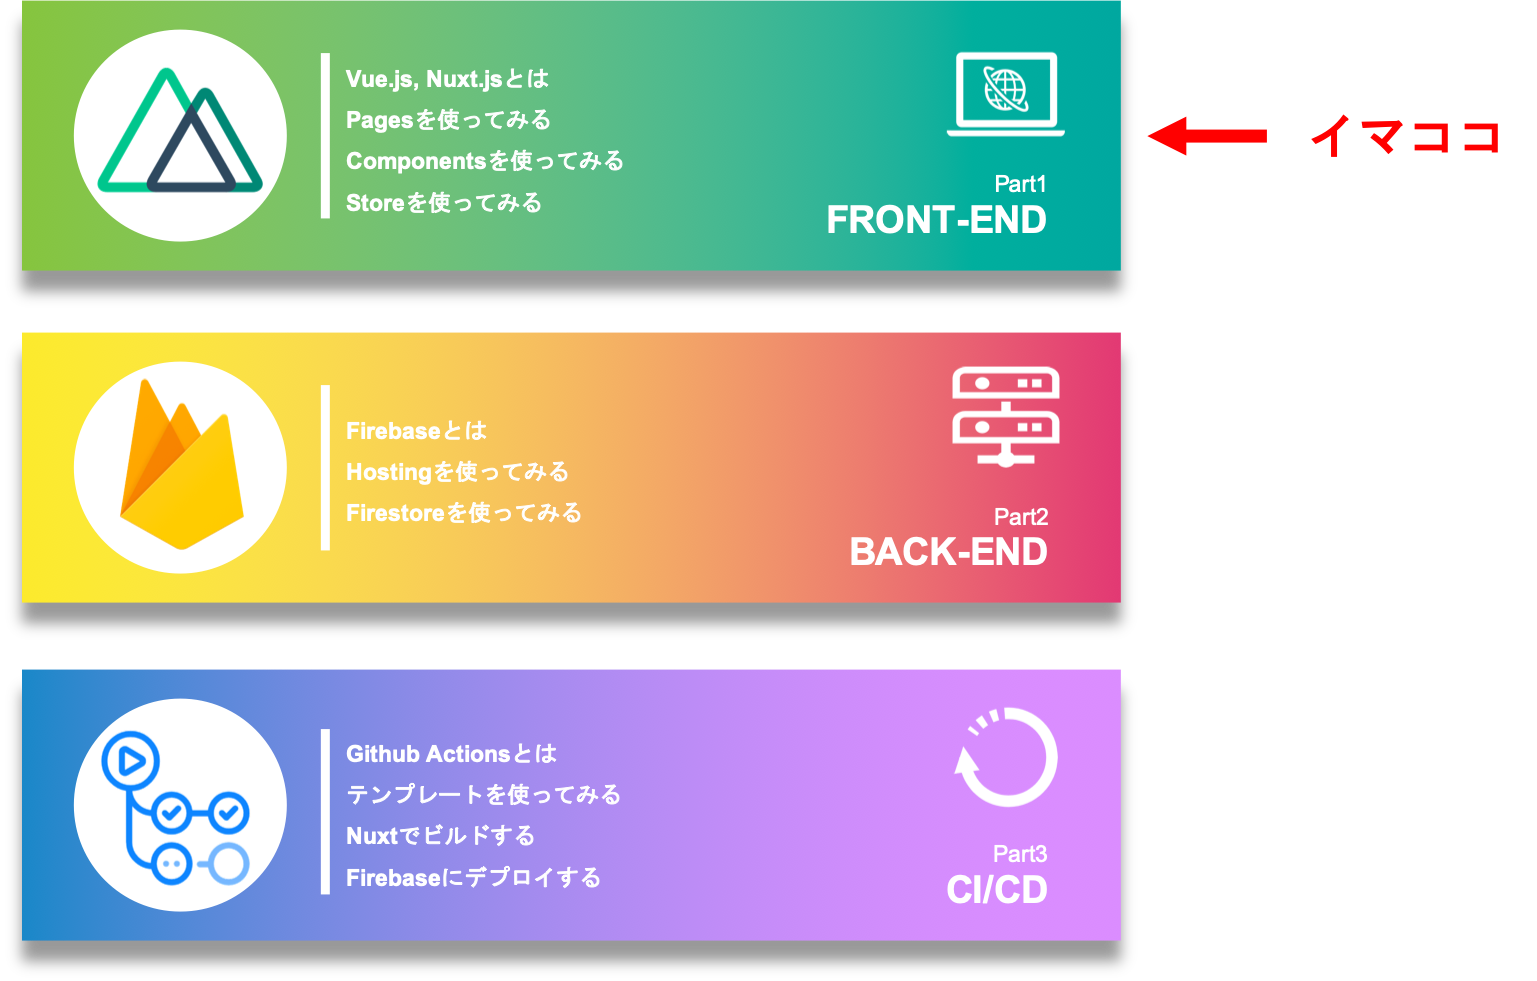 Vue.js, Nuxt.jsとは
Pagesを使ってみる
Componentsを使ってみる
Storeを使ってみる
Part1
FRONT-END
イマココ
Firebaseとは
Hostingを使ってみる
Firestoreを使ってみる
Part2
BACK-END
Github Actionsとは
テンプレートを使ってみる
Nuxtでビルドする
Firebaseにデプロイする
Part3
CI/CD